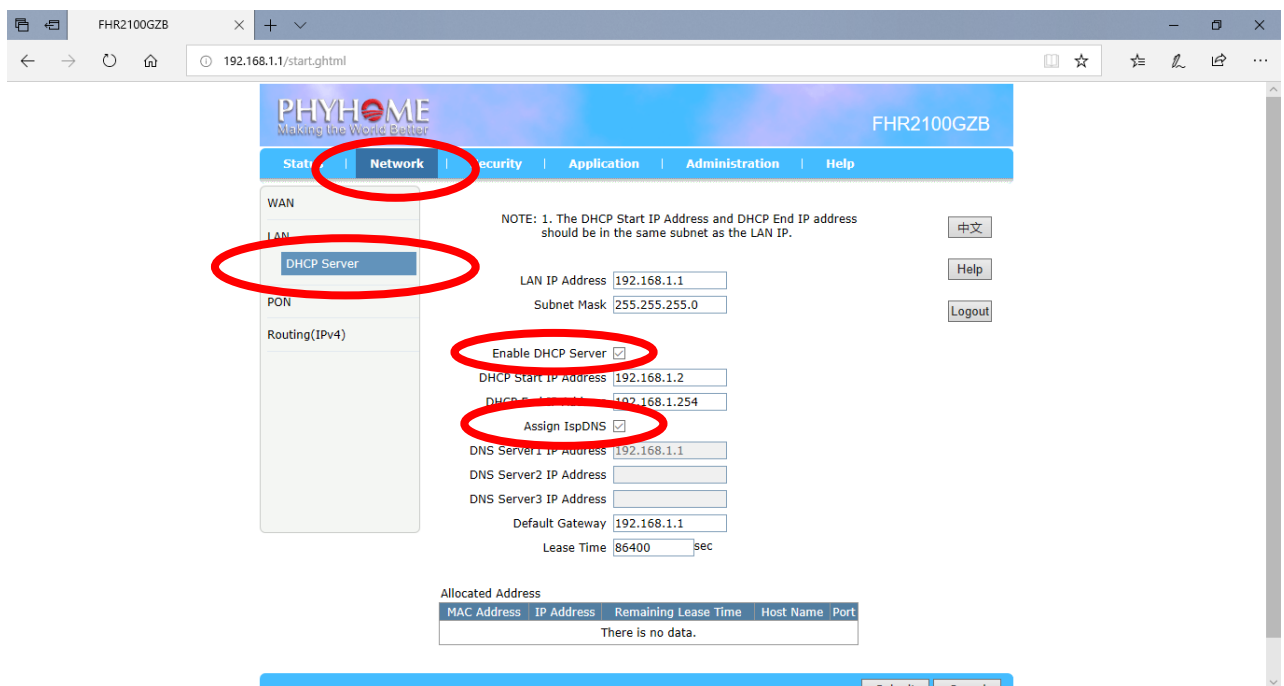 FHR2100GZB
192.168.1.1/start.ghtml
PHYHOME
Making the World Better
FHR2100GZB
Status | Network | Security | Application | Administration | Help
WAN
LAN
DHCP Server
PON
Routing(IPv4)
NOTE: 1. The DHCP Start IP Address and DHCP End IP address
should be in the same subnet as the LAN IP.
中文
Help
Logout
LAN IP Address 192.168.1.1
Subnet Mask 255.255.255.0
Enable DHCP Server
DHCP Start IP Address 192.168.1.2
DHCP End IP Address 192.168.1.254
Assign IspDNS
DNS Server1 IP Address 192.168.1.1
DNS Server2 IP Address
DNS Server3 IP Address
Default Gateway 192.168.1.1
Lease Time 86400 sec
Allocated Address
MAC Address IP Address Remaining Lease Time Host Name Port
There is no data.